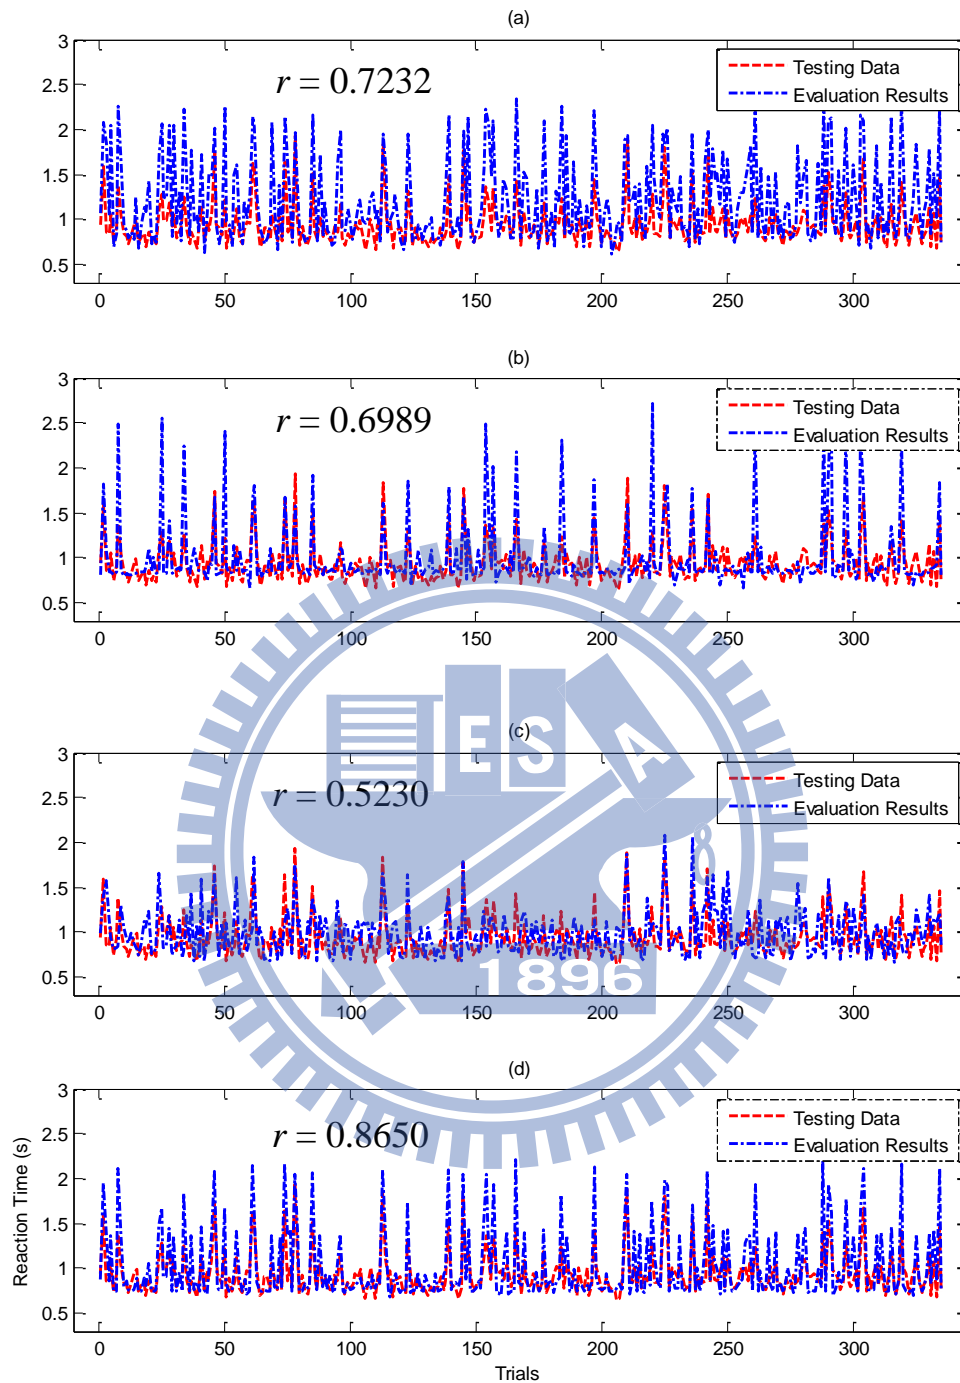 (a)
3
2.5
2
1.5
1
0.5
r = 0.7232
Testing Data
Evaluation Results
0 50 100 150 200 250 300
(b)
3
2.5
2
1.5
1
0.5
r = 0.6989
Testing Data
Evaluation Results
0 50 100 150 200 250 300
ES
A
(c)
3
2.5
2
1.5
1
0.5
r = 0.5230
Testing Data
Evaluation Results
8
1896
0 50 100 150 200 250 300
(d)
3
2.5
2
1.5
1
0.5
r = 0.8650
Testing Data
Evaluation Results
Reaction Time (s)
0 50 100 150 200 250 300
Trials